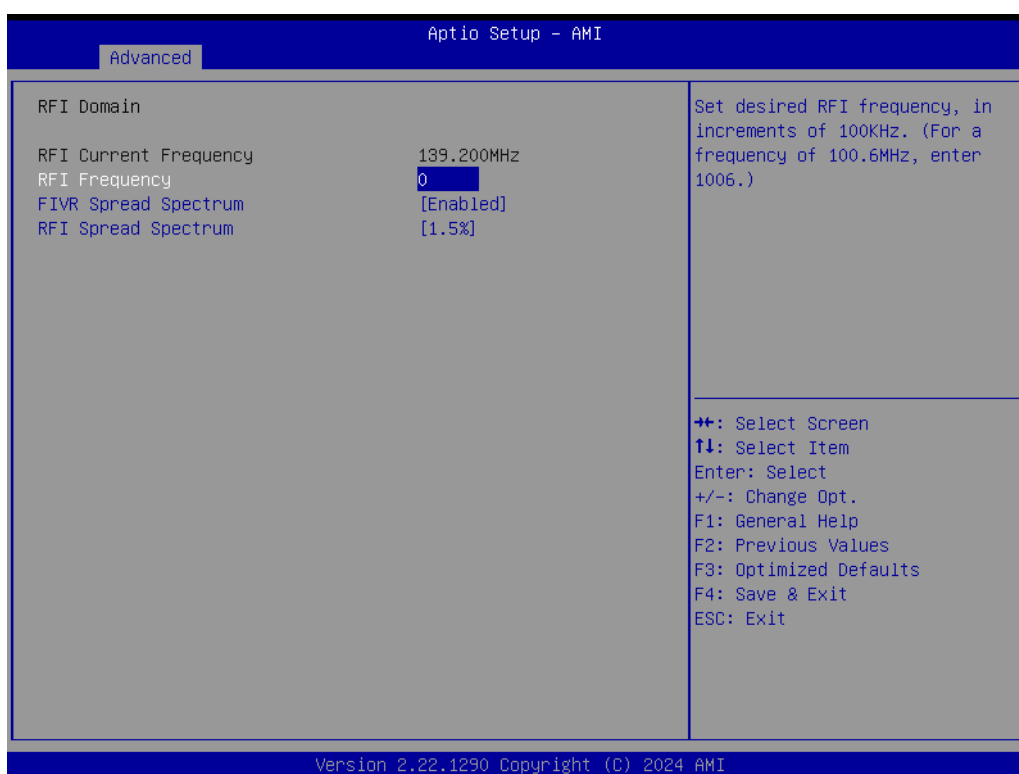 Aptio Setup – AMI
Advanced
RFI Domain
RFI Current Frequency 139.200MHz
RFI Frequency 0
FIVR Spread Spectrum [Enabled]
RFI Spread Spectrum [1.5%]
Set desired RFI frequency, in
increments of 100KHz. (For a
frequency of 100.6MHz, enter
1006.)
→←: Select Screen
↑↓: Select Item
Enter: Select
+/-: Change Opt.
F1: General Help
F2: Previous Values
F3: Optimized Defaults
F4: Save & Exit
ESC: Exit
Version 2.22.1290 Copyright (C) 2024 AMI